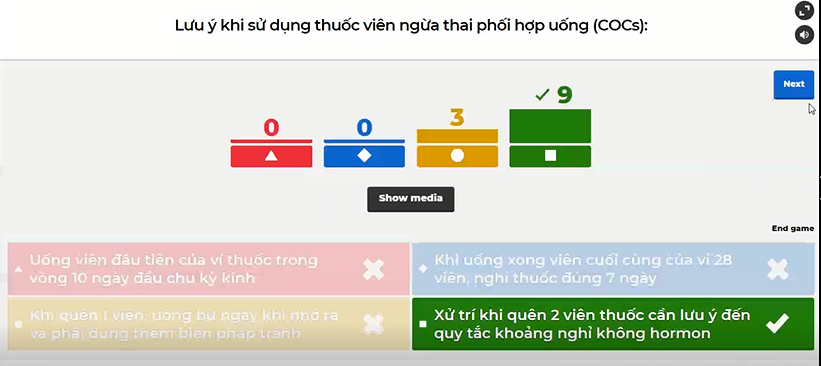 Lưu ý khi sử dụng thuốc viên ngừa thai phối hợp uống (COCs):
Next
0
0
3
9
Show media
End game
Uống viên đầu tiên của vỉ thuốc trong
vòng 10 ngày đầu chu kỳ kinh
Khi uống xong viên cuối cùng của vỉ 28
viên, nghỉ thuốc đúng 7 ngày
Khi quên 1 viên, uống bù ngay khi nhớ ra
và phải dùng thêm biện pháp tránh
Xử trí khi quên 2 viên thuốc cần lưu ý đến
quy tắc khoảng nghỉ không hormon